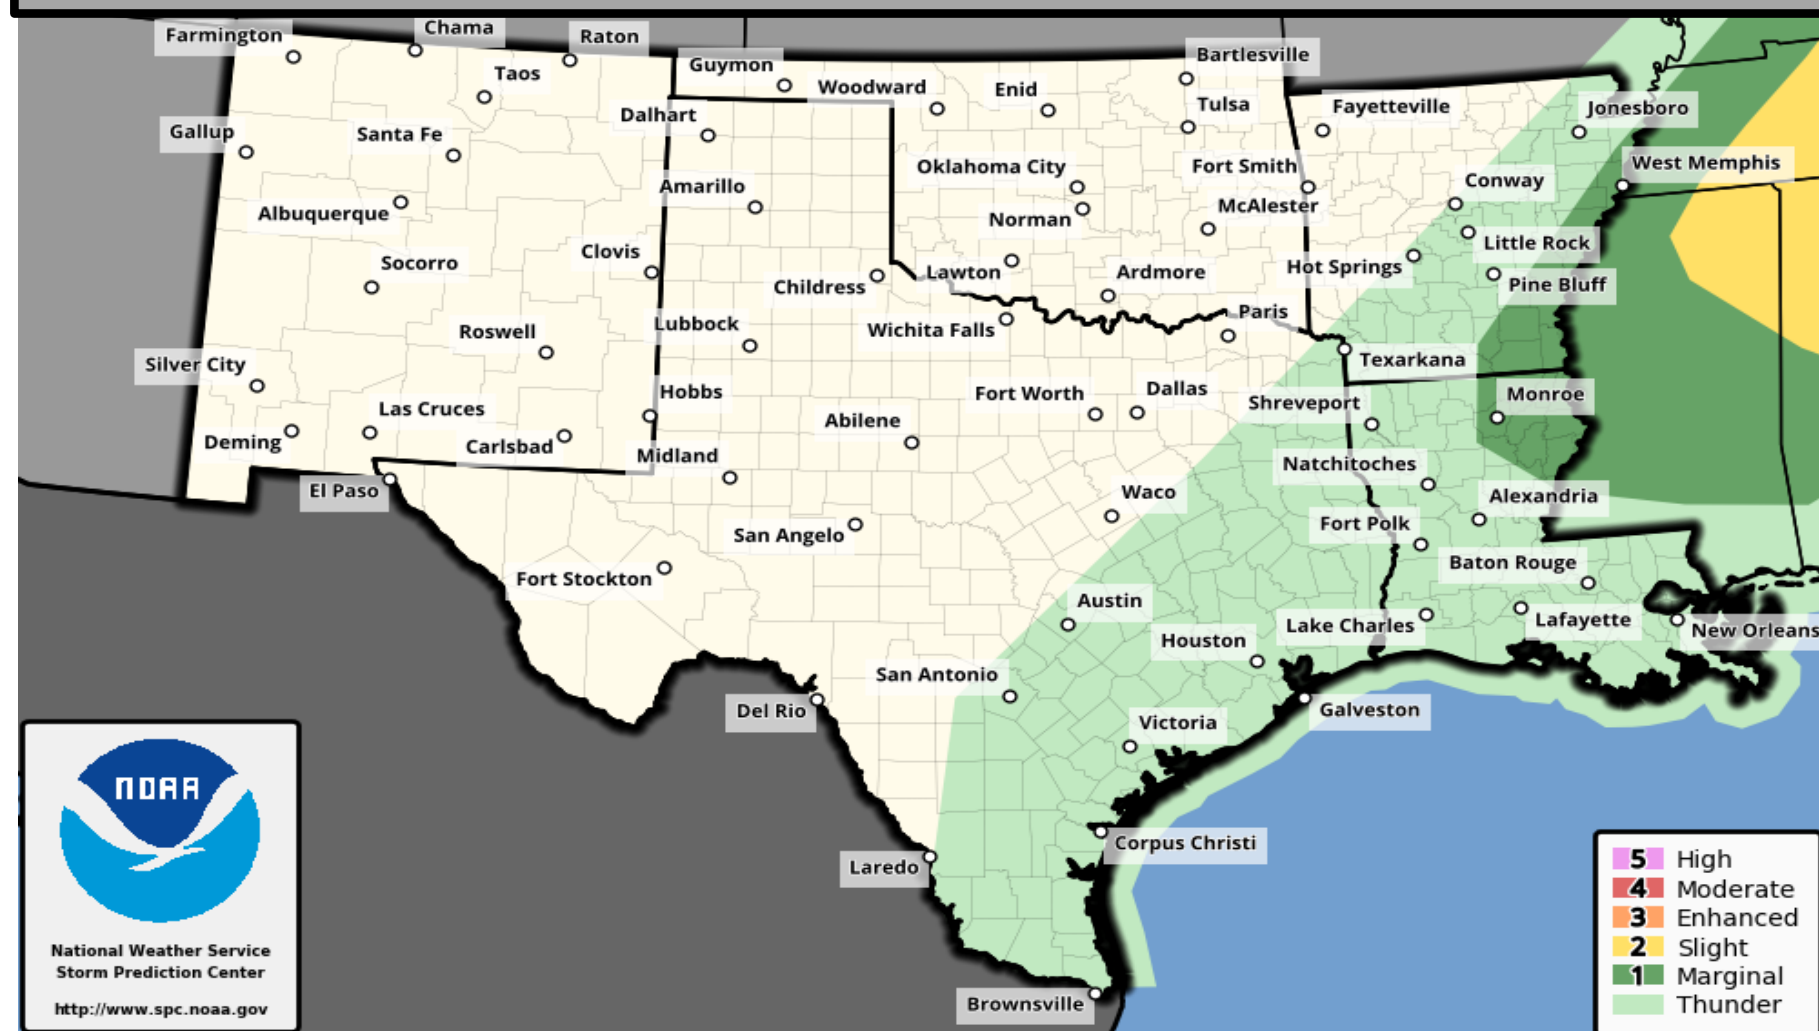 Farmington
Chama
Raton
Taos
Guymon
Woodward
Enid
Bartlesville
Tulsa
Fayetteville
Jonesboro
Gallup
Santa Fe
Dalhart
Oklahoma City
Fort Smith
Conway
West Memphis
Albuquerque
Amarillo
Norman
McAlester
Little Rock
Socorro
Clovis
Childress
Lawton
Ardmore
Hot Springs
Pine Bluff
Roswell
Lubbock
Wichita Falls
Paris
Texarkana
Silver City
Las Cruces
Hobbs
Abilene
Fort Worth
Dallas
Shreveport
Monroe
Deming
Carlsbad
Midland
Natchitoches
El Paso
San Angelo
Waco
Fort Polk
Alexandria
Fort Stockton
Austin
Baton Rouge
Houston
Lake Charles
Lafayette
New Orleans
Del Rio
San Antonio
Victoria
Galveston
Laredo
Corpus Christi
Brownsville
NOAA
National Weather Service
Storm Prediction Center
http://www.spc.noaa.gov
5 High
4 Moderate
3 Enhanced
2 Slight
1 Marginal
Thunder